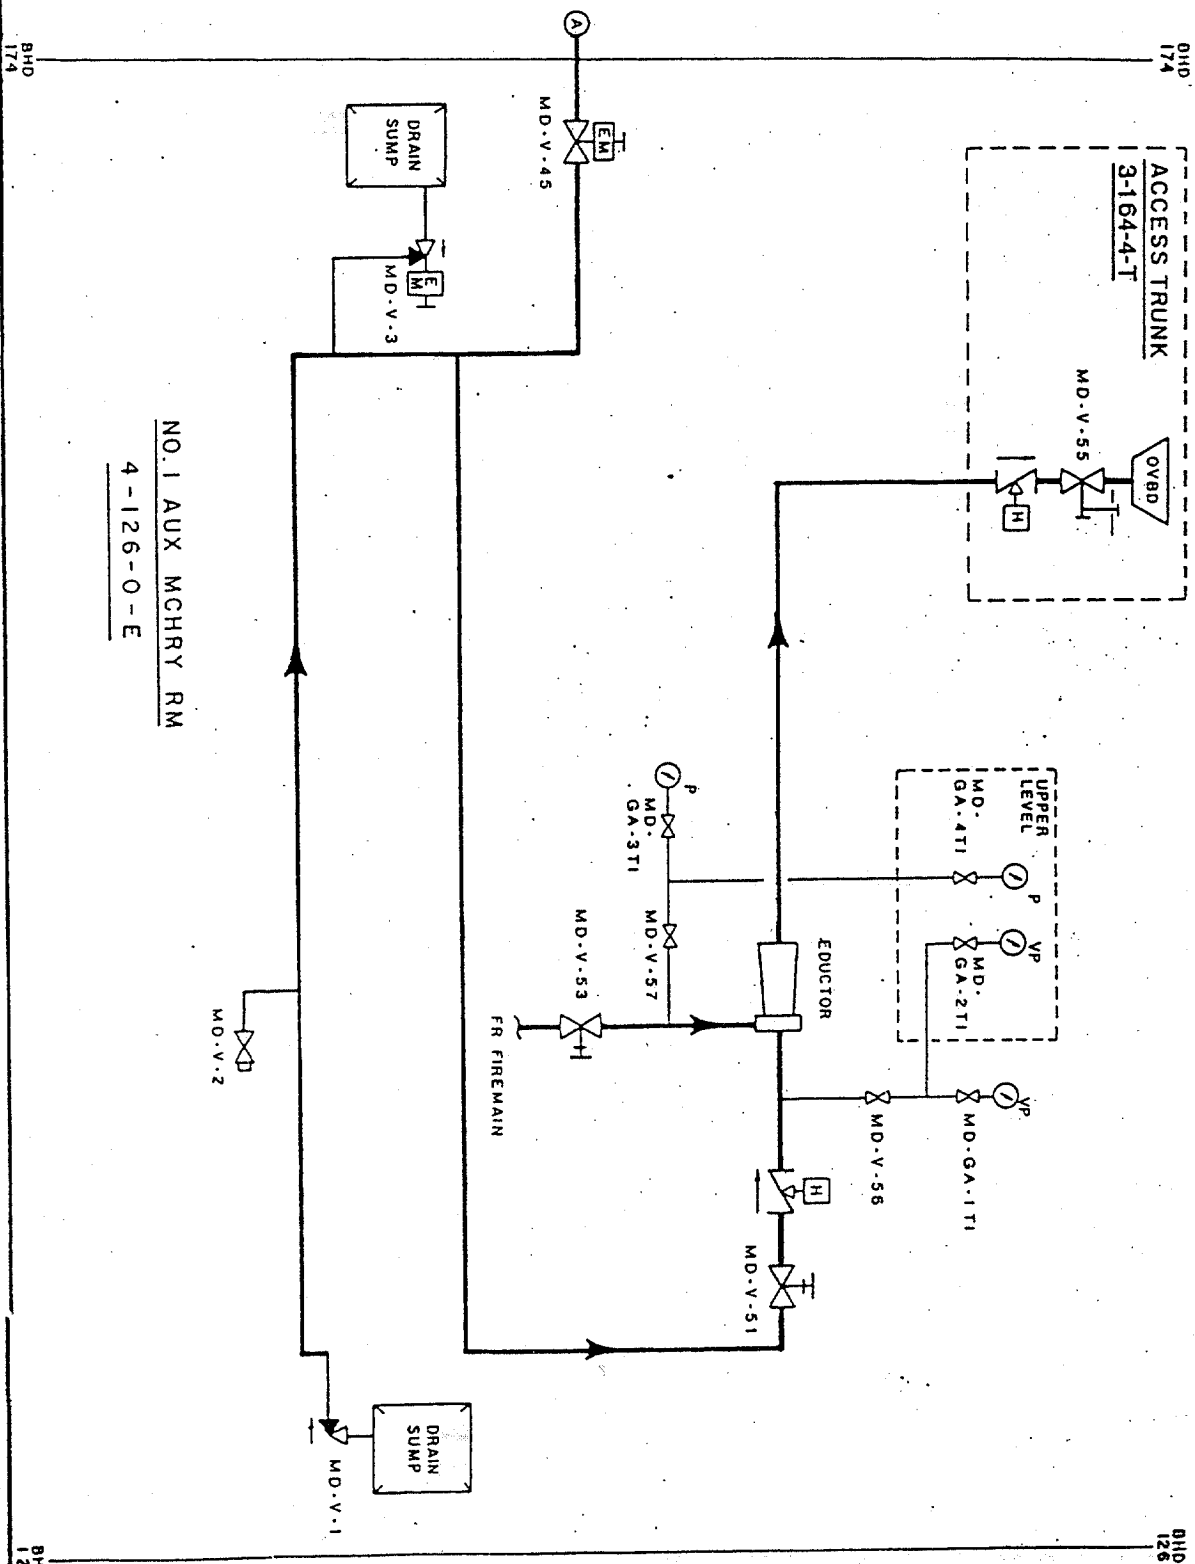 BHD
174
BHD
126
ACCESS TRUNK
3-164-4-T
OVBD
MD-V-55
H
UPPER
LEVEL
MD-
GA-4TI
P
VP
MD-
GA-2TI
VP
MD-GA-1TI
MD-V-56
EDUCTOR
H
MD-V-51
P
MD-
GA-3TI
MD-V-57
MD-V-53
FR FIREMAIN
A
EM
MD-V-45
DRAIN
SUMP
E
M
MD-V-3
MD-V-2
DRAIN
SUMP
MD-V-1
NO. 1 AUX MCHRY RM
4-126-0-E
BHD
174